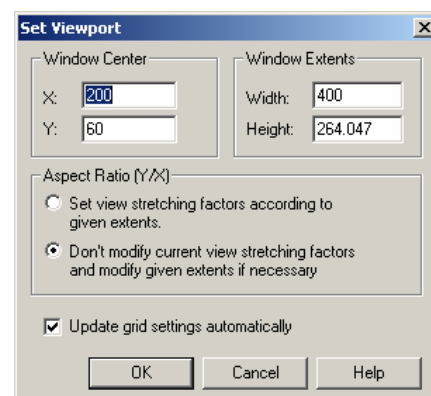 Set Viewport
Window Center
X: 200
Y: 60
Window Extents
Width: 400
Height: 264.047
Aspect Ratio (Y/X)
Set view stretching factors according to
given extents.
Don't modify current view stretching factors
and modify given extents if necessary
Update grid settings automatically
OK Cancel Help